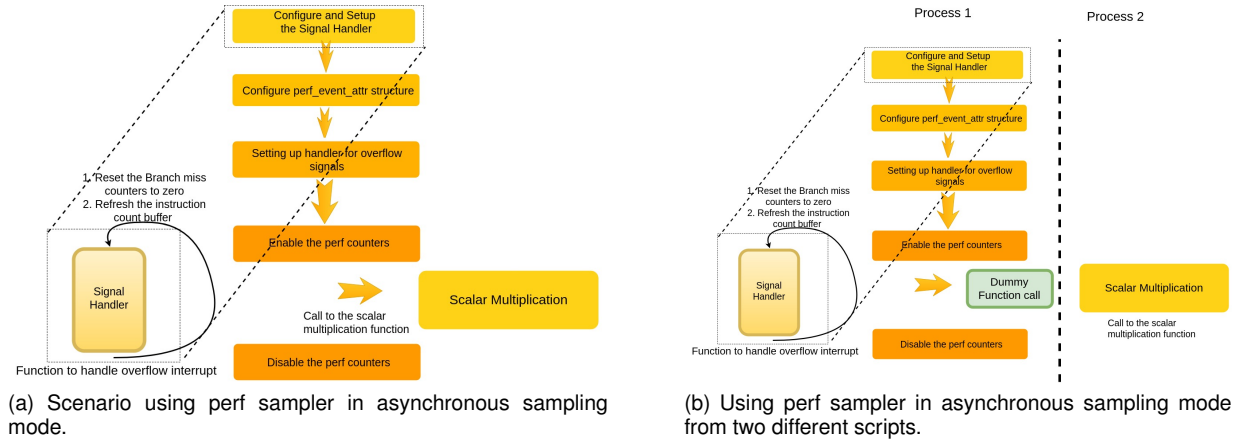 Configure and Setup
the Signal Handler
Configure perf_event_attr structure
Setting up handler for overflow
signals
1. Reset the Branch miss
counters to zero
2. Refresh the instruction
count buffer
Enable the perf counters
Signal
Handler
Scalar Multiplication
Call to the scalar
multiplication function
Disable the perf counters
Function to handle overflow interrupt
(a) Scenario using perf sampler in asynchronous sampling
mode.
Process 1
Process 2
Configure and Setup
the Signal Handler
Configure perf_event_attr structure
Setting up handler for overflow
signals
1. Reset the Branch miss
counters to zero
2. Refresh the instruction
count buffer
Enable the perf counters
Signal
Handler
Dummy
Function call
Scalar Multiplication
Call to the scalar
multiplication function
Disable the perf counters
Function to handle overflow interrupt
(b) Using perf sampler in asynchronous sampling mode
from two different scripts.